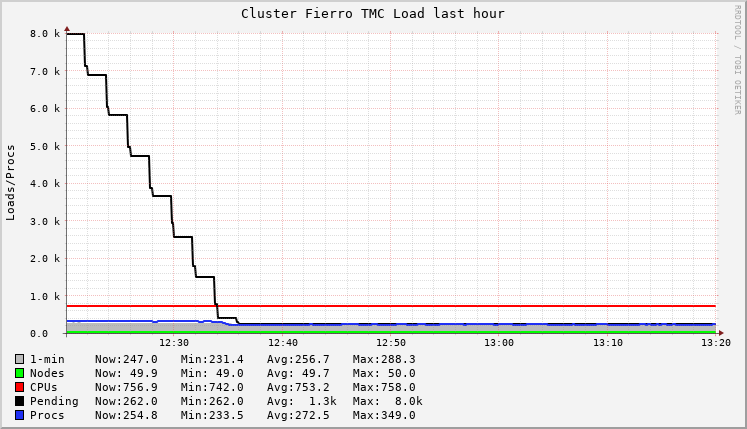 Cluster Fierro TMC Load last hour
RRDTOOL / TOBI OETIKER
Loads/Procs
8.0 k
7.0 k
6.0 k
5.0 k
4.0 k
3.0 k
2.0 k
1.0 k
0.0
12:30 12:40 12:50 13:00 13:10 13:20
1-min Now:247.0 Min:231.4 Avg:256.7 Max:288.3
Nodes Now: 49.9 Min: 49.0 Avg: 49.7 Max: 50.0
CPUs Now:756.9 Min:742.0 Avg:753.2 Max:758.0
Pending Now:262.0 Min:262.0 Avg: 1.3k Max: 8.0k
Procs Now:254.8 Min:233.5 Avg:272.5 Max:349.0